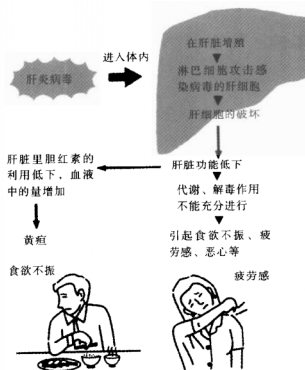 肝炎病毒
进入体内
在肝脏增殖
淋巴细胞攻击感
染病毒的肝细胞
肝细胞的破坏
肝脏功能低下
代谢、解毒作用
不能充分进行
引起食欲不振、疲
劳感、恶心等
肝脏里胆红素的
利用低下，血液
中的量增加
黄疸
食欲不振
疲劳感